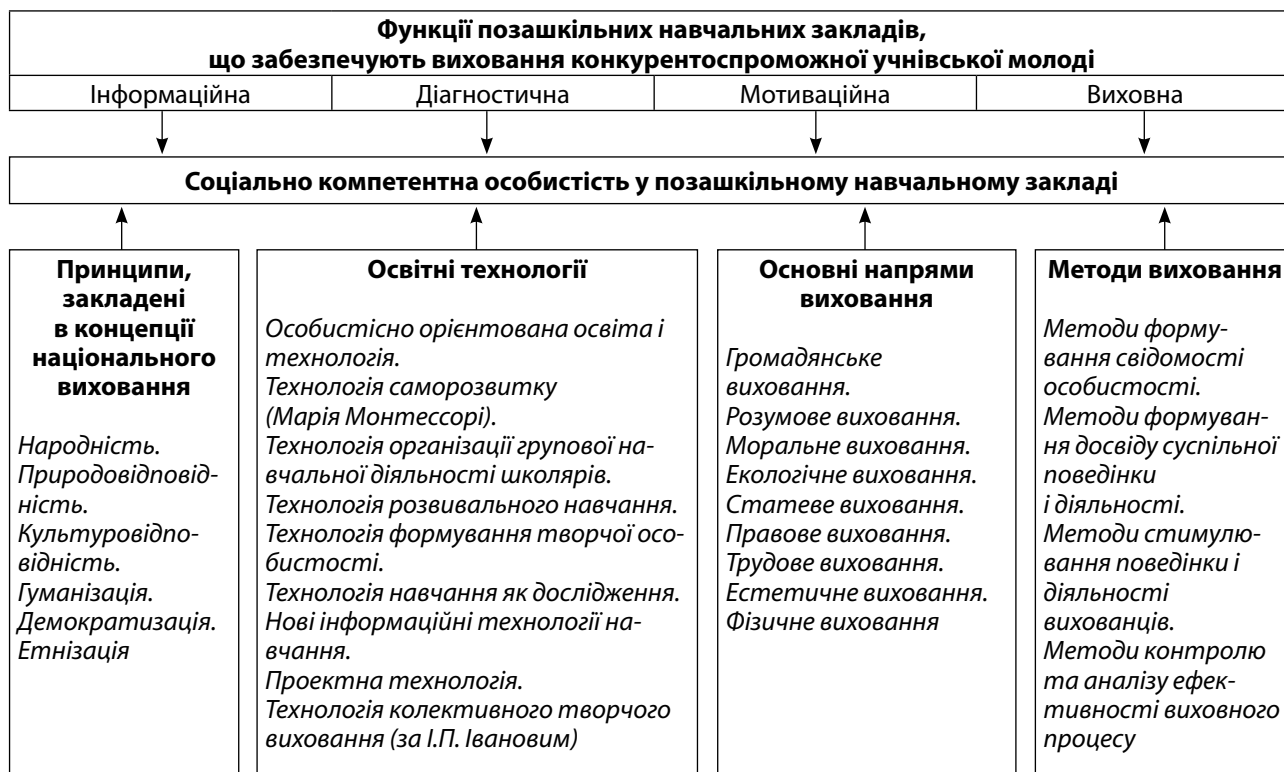 Функції позашкільних навчальних закладів,
що забезпечують виховання конкурентоспроможної учнівської молоді
Інформаційна
Діагностична
Мотиваційна
Виховна
Соціально компетентна особистість у позашкільному навчальному закладі
Принципи,
закладені
в концепції
національного
виховання
Народність.
Природовідповід-
ність.
Культуровідпо-
відність.
Гуманізація.
Демократизація.
Етнізація
Освітні технології
Особистісно орієнтована освіта і
технологія.
Технологія саморозвитку
(Марія Монтессорі).
Технологія організації групової на-
вчальної діяльності школярів.
Технологія розвивального навчання.
Технологія формування творчої осо-
бистості.
Технологія навчання як дослідження.
Нові інформаційні технології на-
вчання.
Проектна технологія.
Технологія колективного творчого
виховання (за І.П. Івановим)
Основні напрями
виховання
Громадянське
виховання.
Розумове виховання.
Моральне виховання.
Екологічне виховання.
Статеве виховання.
Правове виховання.
Трудове виховання.
Естетичне виховання.
Фізичне виховання
Методи виховання
Методи форму-
вання свідомості
особистості.
Методи формуван-
ня досвіду суспільної
поведінки
і діяльності.
Методи стимулю-
вання поведінки і
діяльності
вихованців.
Методи контролю
та аналізу ефек-
тивності виховного
процесу